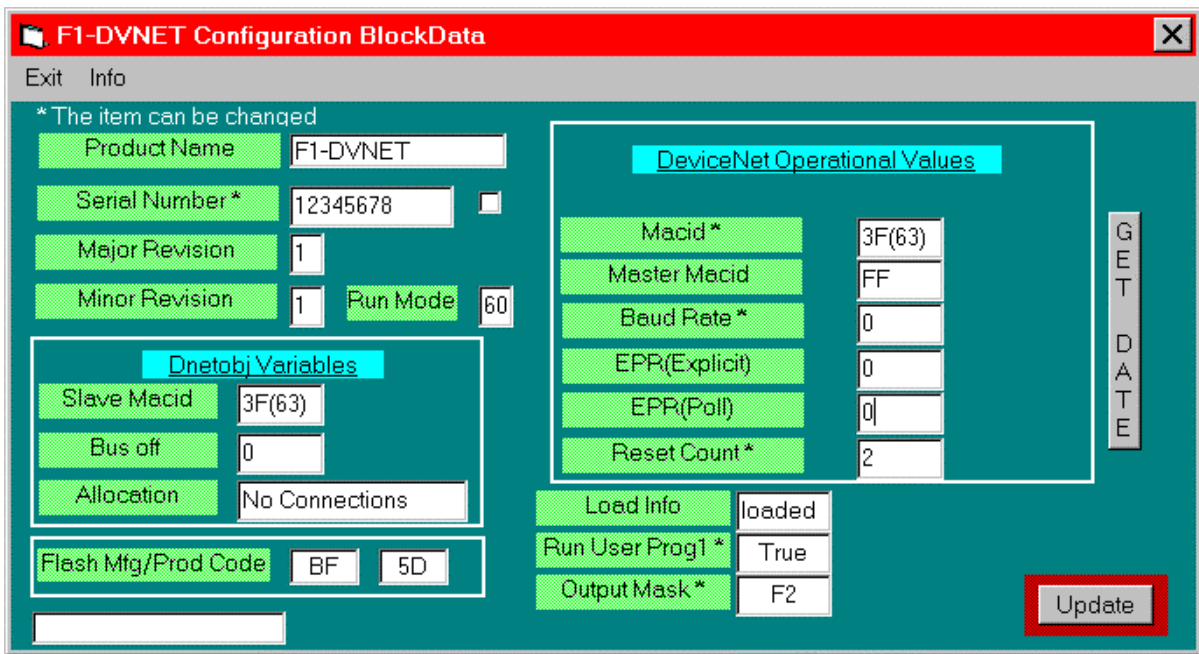 F1-DVNET Configuration BlockData
Exit Info
* The item can be changed
Product Name F1-DVNET
Serial Number * 12345678
Major Revision 1
Minor Revision 1 Run Mode 60
Dnetobj Variables
Slave Macid 3F(63)
Bus off 0
Allocation No Connections
Flash Mfg/Prod Code BF 5D
DeviceNet Operational Values
Macid * 3F(63)
Master Macid FF
Baud Rate * 0
EPR(Explicit) 0
EPR(Poll) 0
Reset Count * 2
GET DATE
Load Info loaded
Run User Prog1 * True
Output Mask * F2
Update